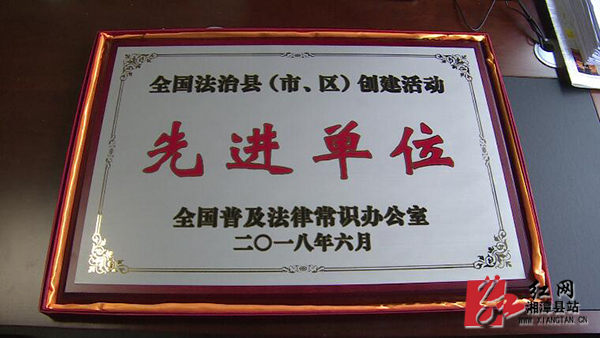 全国法治县（市、区）创建活动
先进单位
全国普及法律常识办公室
二〇一八年六月
红网
湘潭县站
www.XIANGTAN.CN